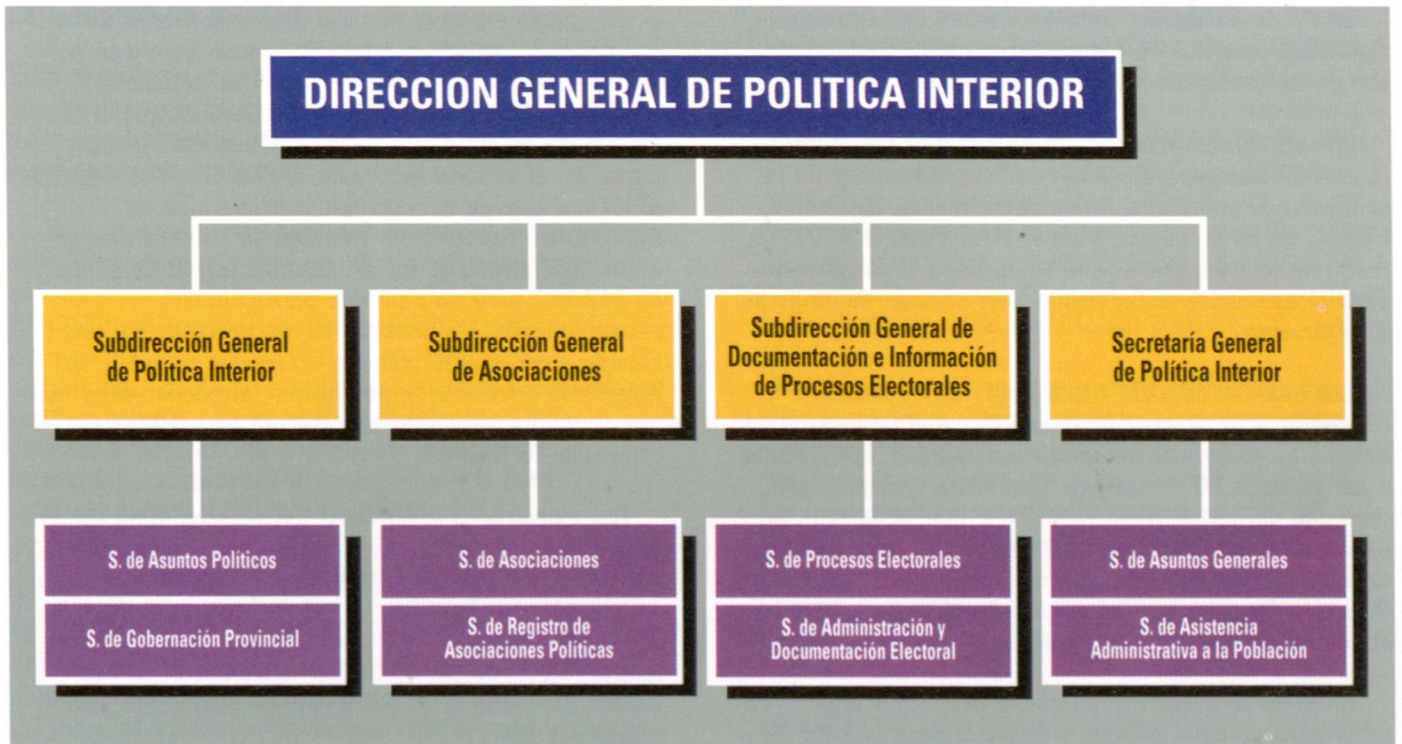 DIRECCION GENERAL DE POLITICA INTERIOR
Subdirección General
de Política Interior
Subdirección General
de Asociaciones
Subdirección General de
Documentación e Información
de Procesos Electorales
Secretaría General
de Política Interior
S. de Asuntos Políticos
S. de Gobernación Provincial
S. de Asociaciones
S. de Registro de
Asociaciones Políticas
S. de Procesos Electorales
S. de Administración y
Documentación Electoral
S. de Asuntos Generales
S. de Asistencia
Administrativa a la Población